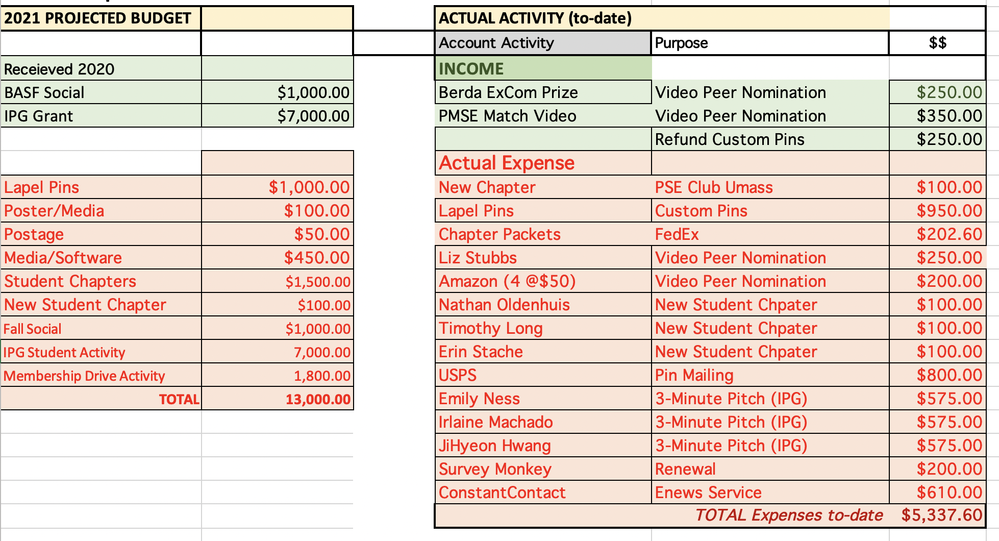 2021 PROJECTED BUDGET
Receieved 2020
BASF Social $1,000.00
IPG Grant $7,000.00
Lapel Pins $1,000.00
Poster/Media $100.00
Postage $50.00
Media/Software $450.00
Student Chapters $1,500.00
New Student Chapter $100.00
Fall Social $1,000.00
IPG Student Activity 7,000.00
Membership Drive Activity 1,800.00
TOTAL 13,000.00
ACTUAL ACTIVITY (to-date)
Account Activity Purpose $$
INCOME
Berda ExCom Prize Video Peer Nomination $250.00
PMSE Match Video Video Peer Nomination $350.00
Refund Custom Pins $250.00
Actual Expense
New Chapter PSE Club Umass $100.00
Lapel Pins Custom Pins $950.00
Chapter Packets FedEx $202.60
Liz Stubbs Video Peer Nomination $250.00
Amazon (4 @$50) Video Peer Nomination $200.00
Nathan Oldenhuis New Student Chpater $100.00
Timothy Long New Student Chpater $100.00
Erin Stache New Student Chpater $100.00
USPS Pin Mailing $800.00
Emily Ness 3-Minute Pitch (IPG) $575.00
Irlaine Machado 3-Minute Pitch (IPG) $575.00
JiHyeon Hwang 3-Minute Pitch (IPG) $575.00
Survey Monkey Renewal $200.00
ConstantContact Enews Service $610.00
TOTAL Expenses to-date $5,337.60